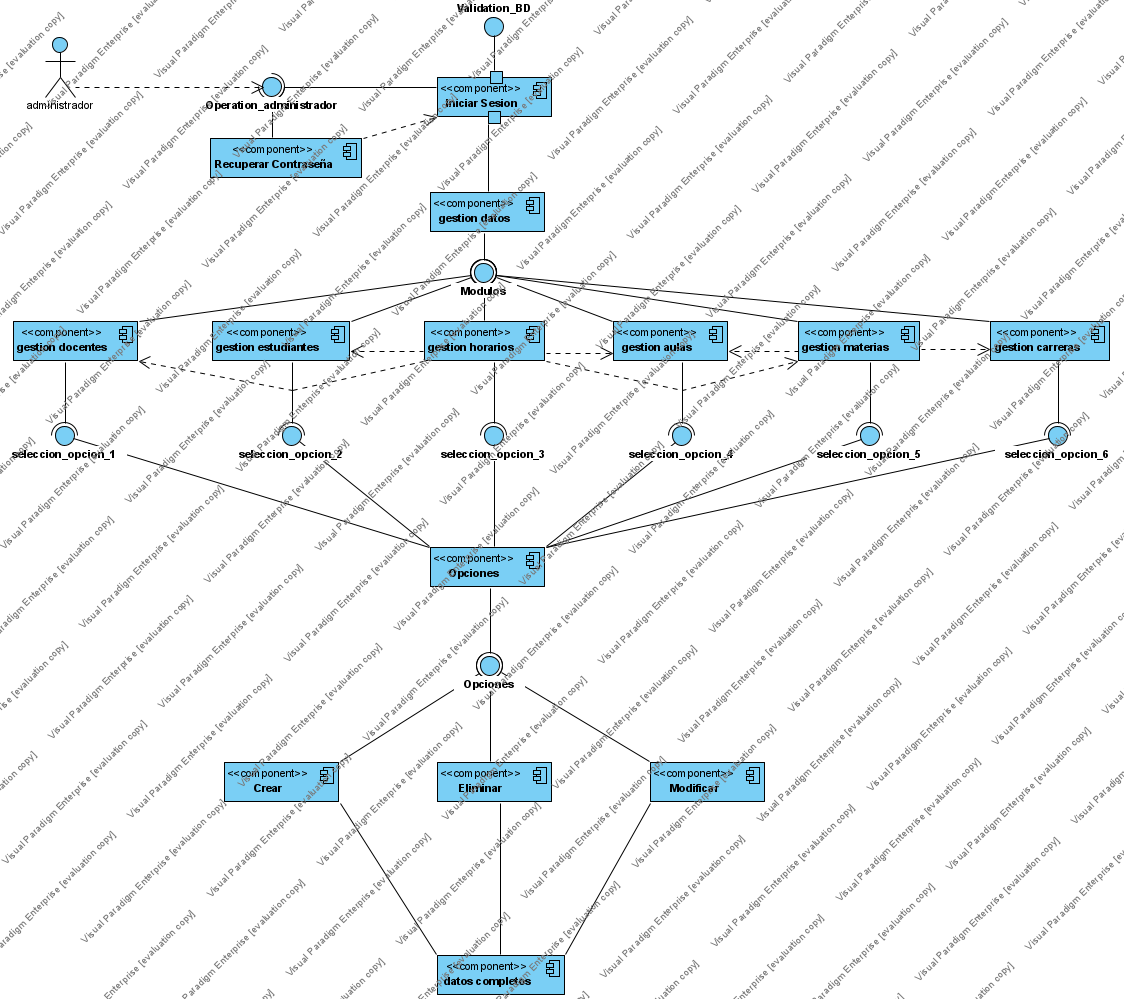 Validation_BD
administrador
Operation_administrador
<<component>>
Iniciar Sesion
<<component>>
Recuperar Contraseña
<<component>>
gestion datos
Modulos
<<component>>
gestion docentes
<<component>>
gestion estudiantes
<<component>>
gestion horarios
<<component>>
gestion aulas
<<component>>
gestion materias
<<component>>
gestion carreras
seleccion_opcion_1
seleccion_opcion_2
seleccion_opcion_3
seleccion_opcion_4
seleccion_opcion_5
seleccion_opcion_6
<<component>>
Opciones
Opciones
<<component>>
Crear
<<component>>
Eliminar
<<component>>
Modificar
<<component>>
datos completos
Visual Paradigm Enterprise [evaluation copy]